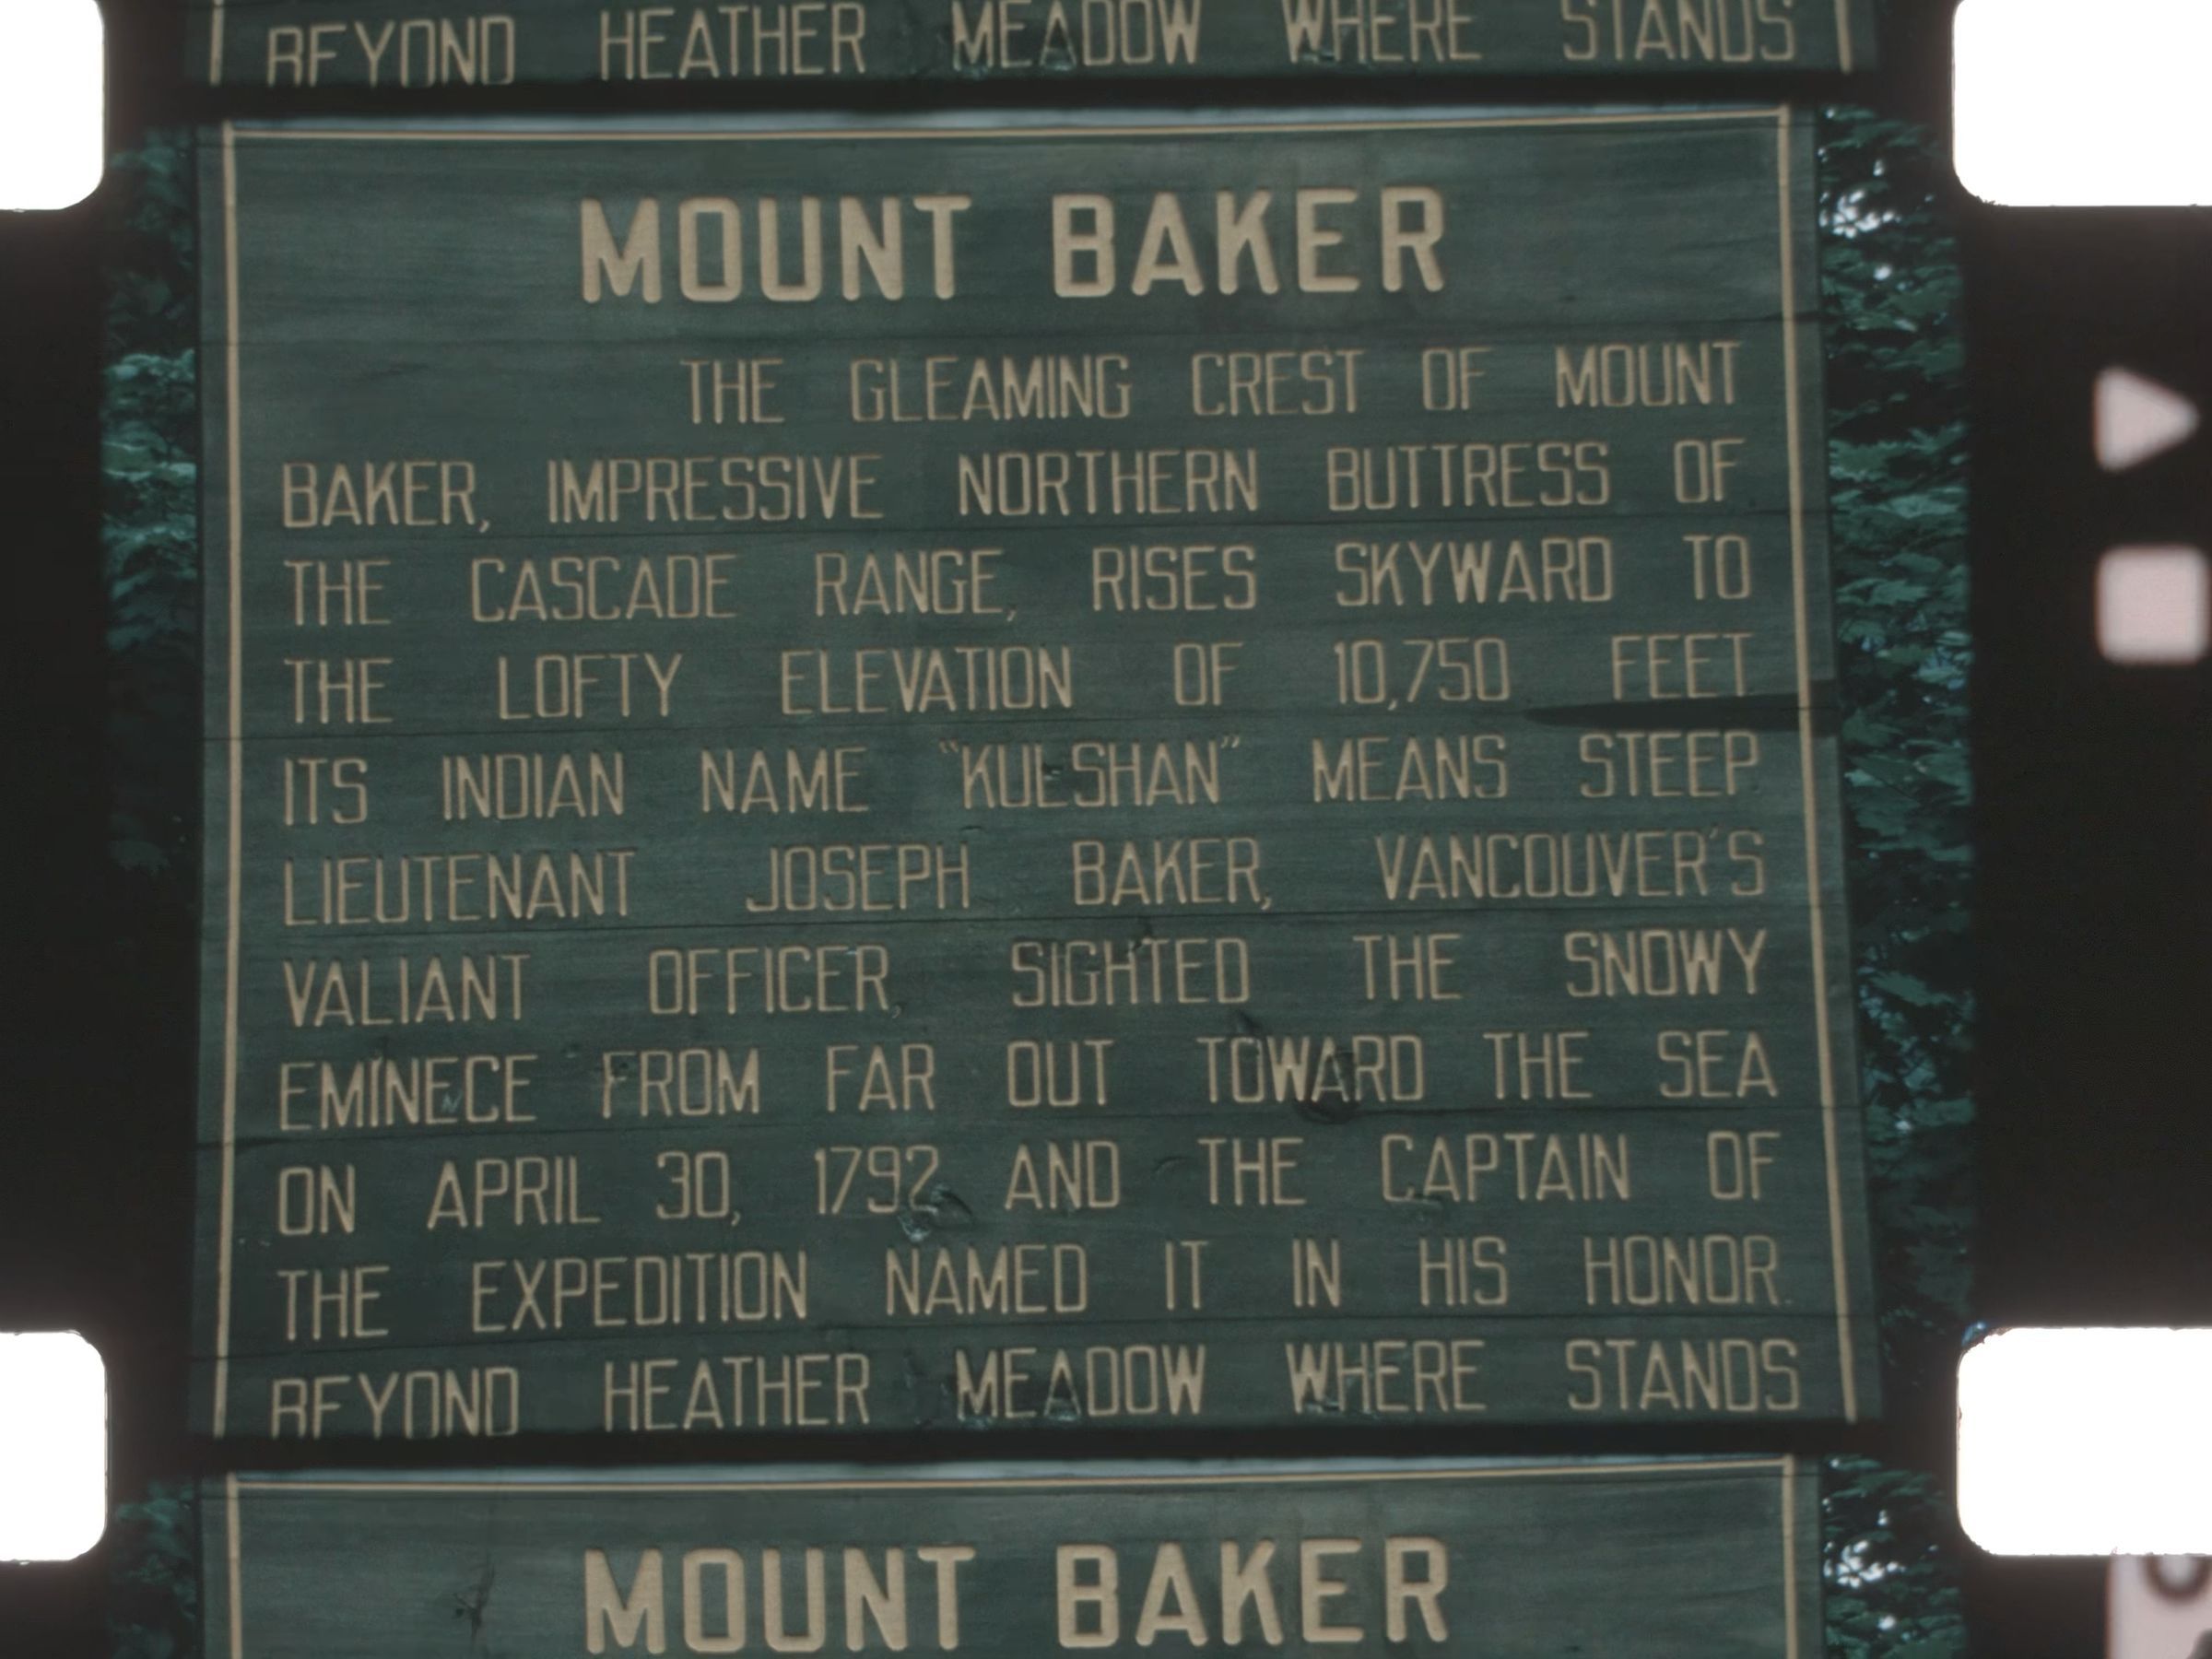 BEYOND HEATHER MEADOW WHERE STANDS
MOUNT BAKER
THE GLEAMING CREST OF MOUNT
BAKER, IMPRESSIVE NORTHERN BUTTRESS OF
THE CASCADE RANGE, RISES SKYWARD TO
THE LOFTY ELEVATION OF 10,750 FEET
ITS INDIAN NAME "KULSHAN" MEANS STEEP.
LIEUTENANT JOSEPH BAKER, VANCOUVER'S
VALIANT OFFICER, SIGHTED THE SNOWY
EMINECE FROM FAR OUT TOWARD THE SEA
ON APRIL 30, 1792 AND THE CAPTAIN OF
THE EXPEDITION NAMED IT IN HIS HONOR.
BEYOND HEATHER MEADOW WHERE STANDS
MOUNT BAKER